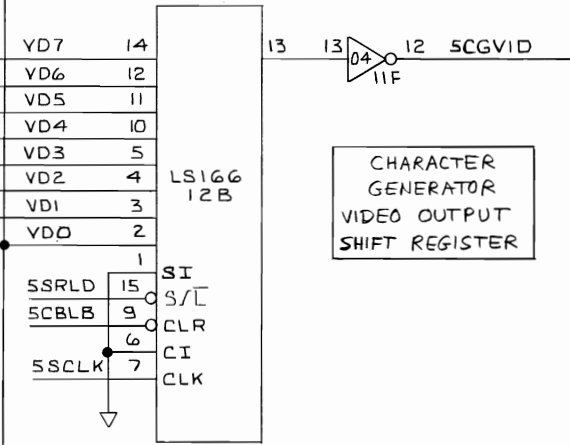 VD7 14 13 13 04 12 5CGVID
11F
VD6 12
VD5 11
VD4 10
VD3 5
VD2 4
VD1 3
VD0 2
LS166
12B
CHARACTER
GENERATOR
VIDEO OUTPUT
SHIFT REGISTER
1 SI
5SRLD 15 S/L̅
5CBLB 9 CLR
6 CI
5SCLK 7 CLK